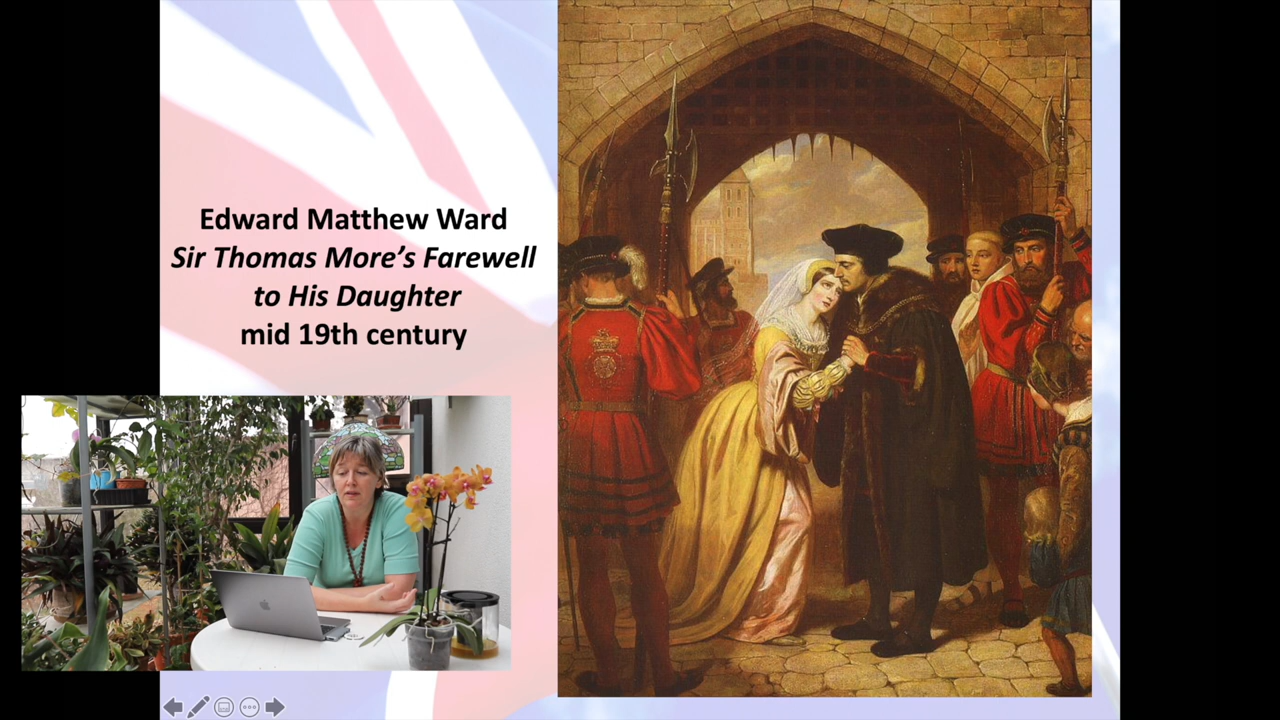 Edward Matthew Ward
Sir Thomas More’s Farewell
to His Daughter
mid 19th century